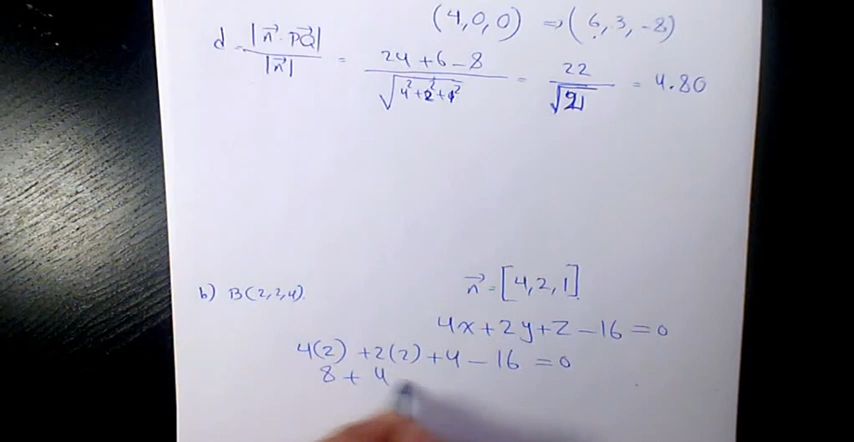 (4,0,0) ⇒ (6,3,-8)
d = |n⃗ · PQ⃗| / |n⃗| = 24 + 6 - 8 / √4²+2²+1² = 22 / √21 = 4.80
b) B(2,2,4).
n⃗ = [4,2,1]
4x + 2y + z - 16 = 0
4(2) + 2(2) + 4 - 16 = 0
8 + 4